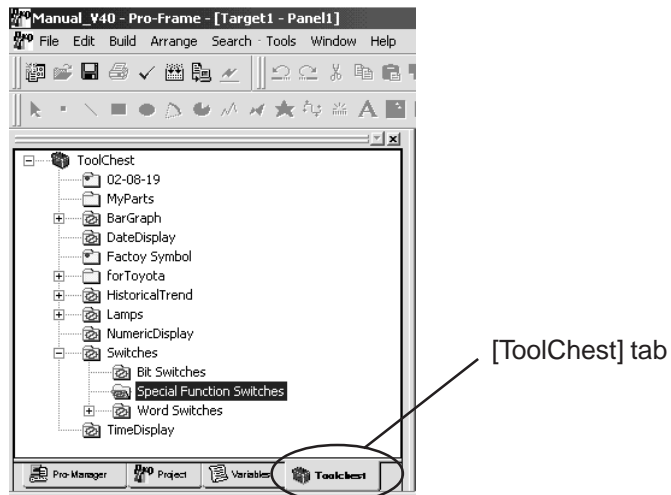 Manual_V40 - Pro-Frame - [Target1 - Panel1]
File Edit Build Arrange Search Tools Window Help
ToolChest
02-08-19
MyParts
BarGraph
DateDisplay
Factoy Symbol
forToyota
HistoricalTrend
Lamps
NumericDisplay
Switches
Bit Switches
Special Function Switches
Word Switches
TimeDisplay
[ToolChest] tab
Pro-Manager Project Variables Toolchest